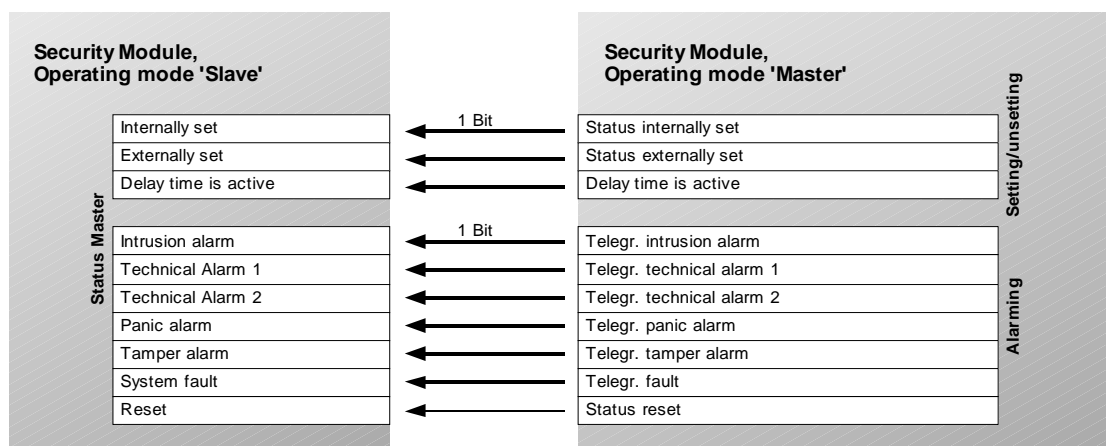 Security Module,
Operating mode 'Slave'
Status Master
Internally set
Externally set
Delay time is active
Intrusion alarm
Technical Alarm 1
Technical Alarm 2
Panic alarm
Tamper alarm
System fault
Reset
1 Bit
1 Bit
Security Module,
Operating mode 'Master'
Status internally set
Status externally set
Delay time is active
Setting/unsetting
Telegr. intrusion alarm
Telegr. technical alarm 1
Telegr. technical alarm 2
Telegr. panic alarm
Telegr. tamper alarm
Telegr. fault
Status reset
Alarming